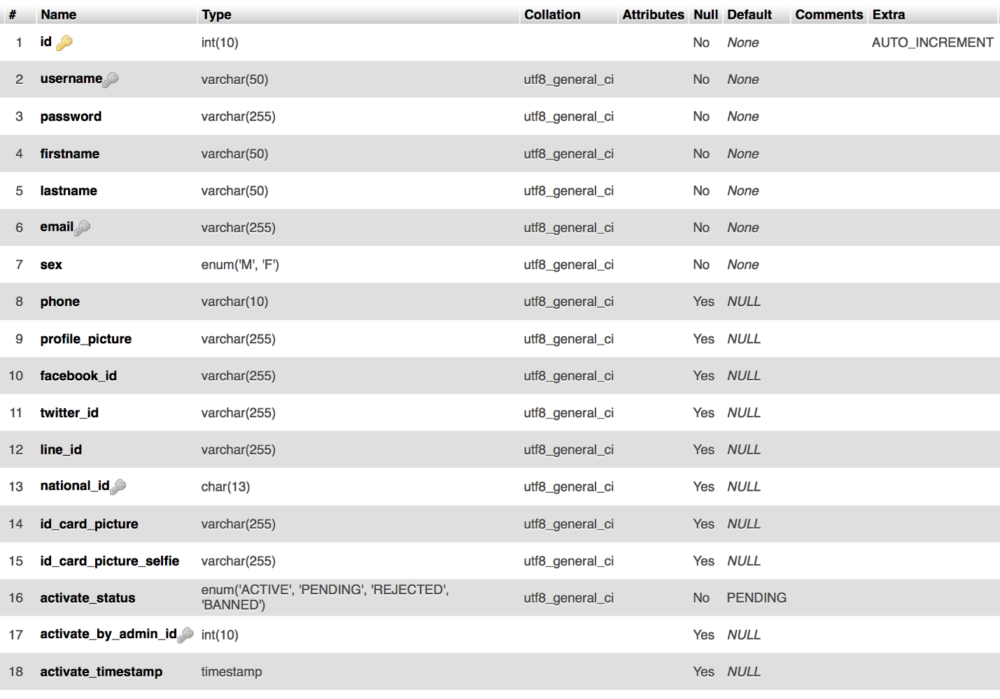 # Name Type Collation Attributes Null Default Comments Extra
1 id int(10) No None AUTO_INCREMENT
2 username varchar(50) utf8_general_ci No None
3 password varchar(255) utf8_general_ci No None
4 firstname varchar(50) utf8_general_ci No None
5 lastname varchar(50) utf8_general_ci No None
6 email varchar(255) utf8_general_ci No None
7 sex enum('M', 'F') utf8_general_ci No None
8 phone varchar(10) utf8_general_ci Yes NULL
9 profile_picture varchar(255) utf8_general_ci Yes NULL
10 facebook_id varchar(255) utf8_general_ci Yes NULL
11 twitter_id varchar(255) utf8_general_ci Yes NULL
12 line_id varchar(255) utf8_general_ci Yes NULL
13 national_id char(13) utf8_general_ci Yes NULL
14 id_card_picture varchar(255) utf8_general_ci Yes NULL
15 id_card_picture_selfie varchar(255) utf8_general_ci Yes NULL
16 activate_status enum('ACTIVE', 'PENDING', 'REJECTED',
'BANNED') utf8_general_ci No PENDING
17 activate_by_admin_id int(10) Yes NULL
18 activate_timestamp timestamp Yes NULL